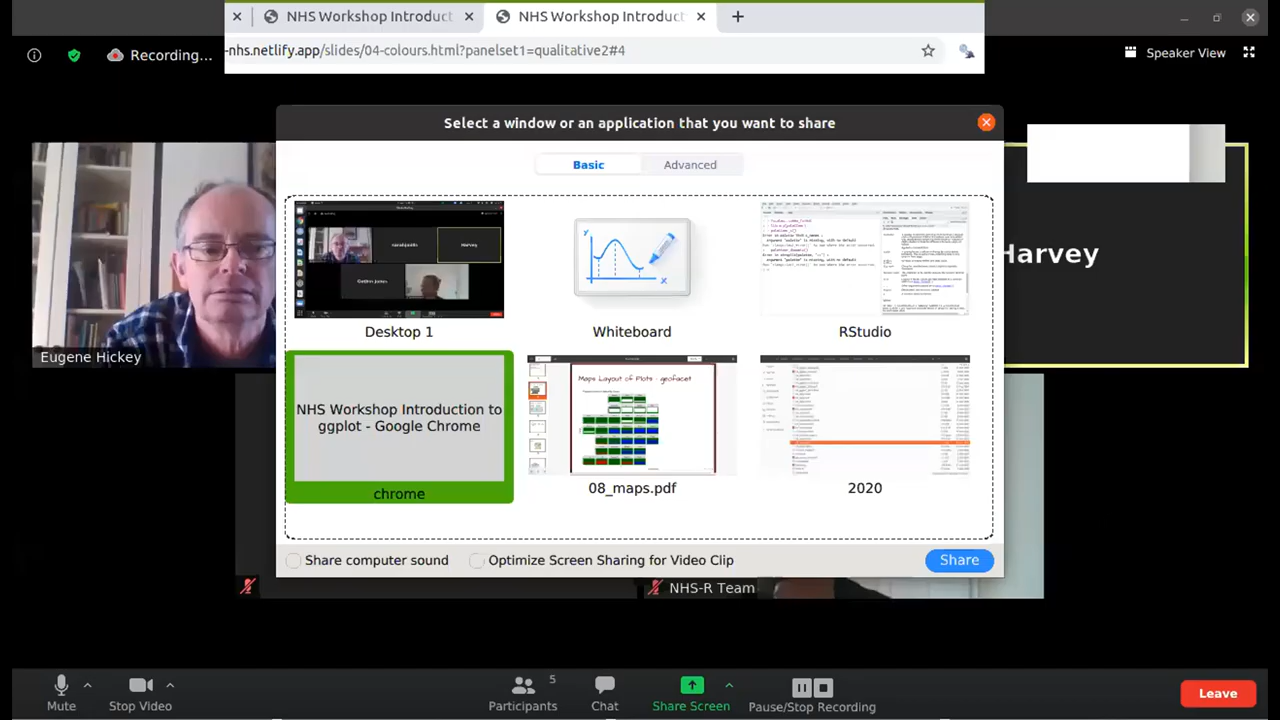 NHS Workshop Introduct
NHS Workshop Introduct
-nhs.netlify.app/slides/04-colours.html?panelset1=qualitative2#4
Recording...
Speaker View
Select a window or an application that you want to share
Basic
Advanced
Harvey
Eugene Hickey
Desktop 1
Whiteboard
RStudio
NHS Workshop Introduction to
ggplot - Google Chrome
Maps Layout of Plots - geofacet
chrome
08_maps.pdf
2020
Share computer sound
Optimize Screen Sharing for Video Clip
Share
NHS-R Team
Mute
Stop Video
Participants
5
Chat
Share Screen
Pause/Stop Recording
Leave